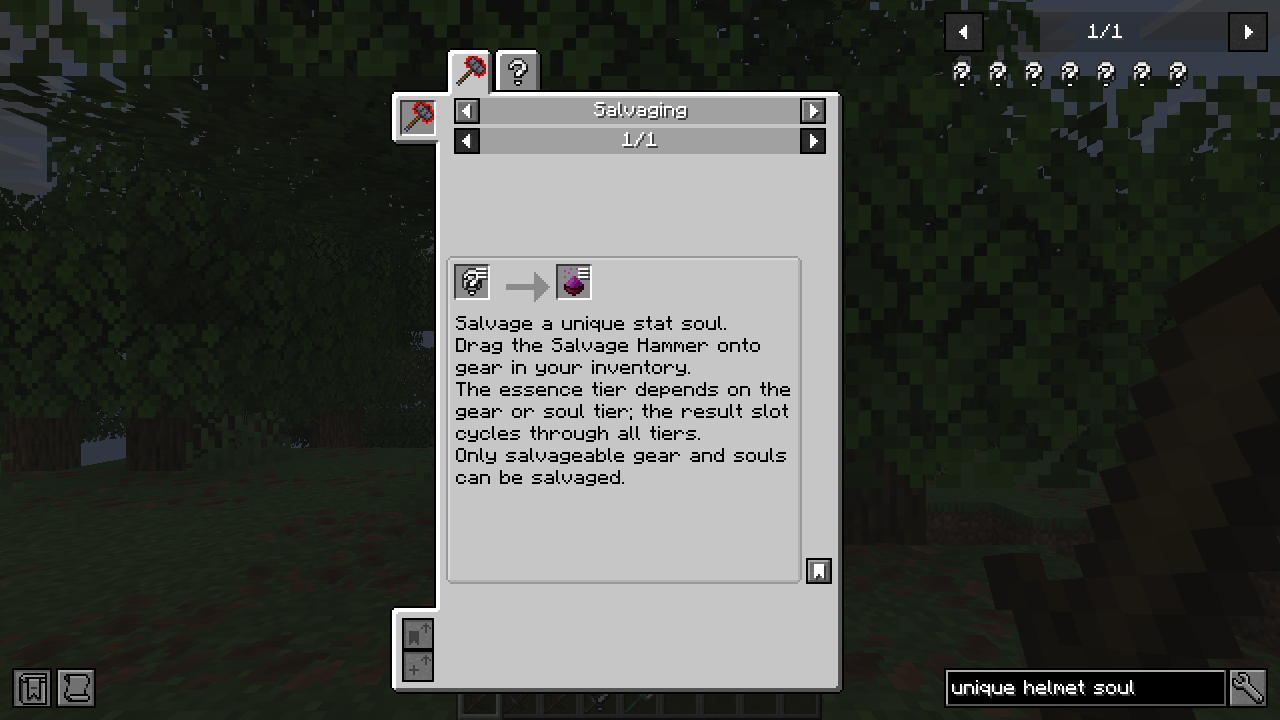 1/1
Salvaging
1/1
Salvage a unique stat soul.
Drag the Salvage Hammer onto
gear in your inventory.
The essence tier depends on the
gear or soul tier; the result slot
cycles through all tiers.
Only salvageable gear and souls
can be salvaged.
unique helmet soul